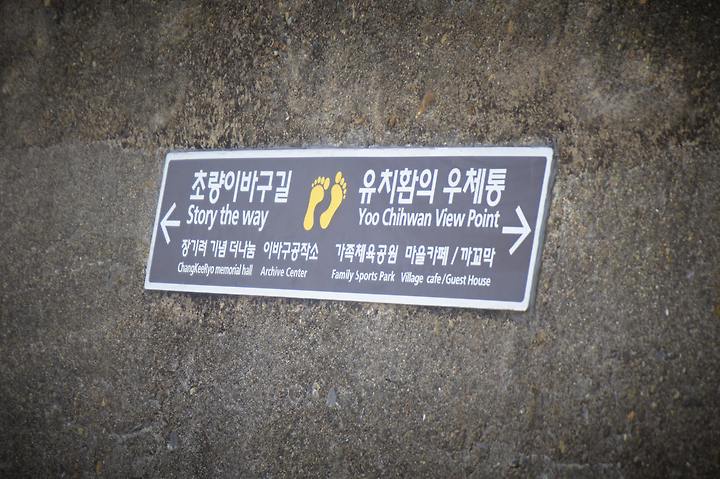 초량이바구길
Story the way
장기려 기념 더나눔 이바구공작소
ChangKeeRyo memorial hall Archive Center
유치환의 우체통
Yoo Chihwan View Point
가족체육공원 마을카페 / 까꼬막
Family Sports Park Village cafe/Guest House